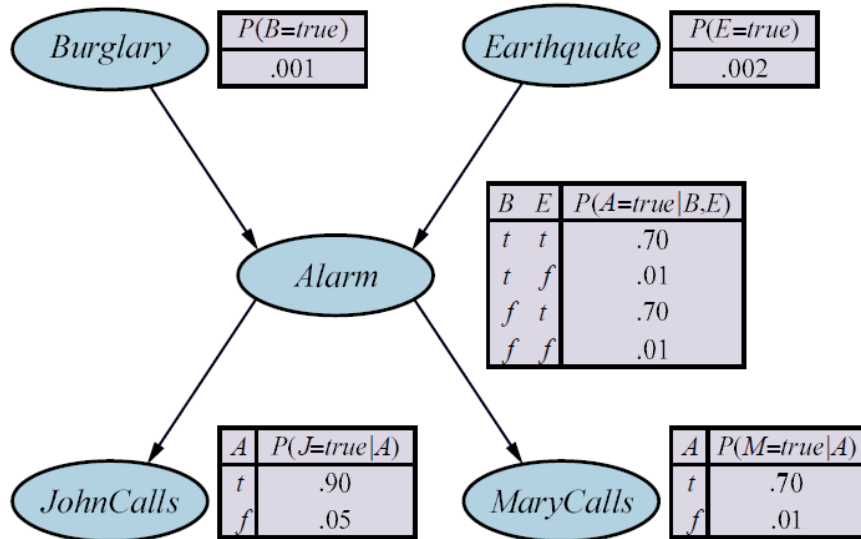 Burglary
P(B=true)
.001
Earthquake
P(E=true)
.002
B E P(A=true|B,E)
t t .70
t f .01
f t .70
f f .01
Alarm
JohnCalls
A P(J=true|A)
t .90
f .05
MaryCalls
A P(M=true|A)
t .70
f .01